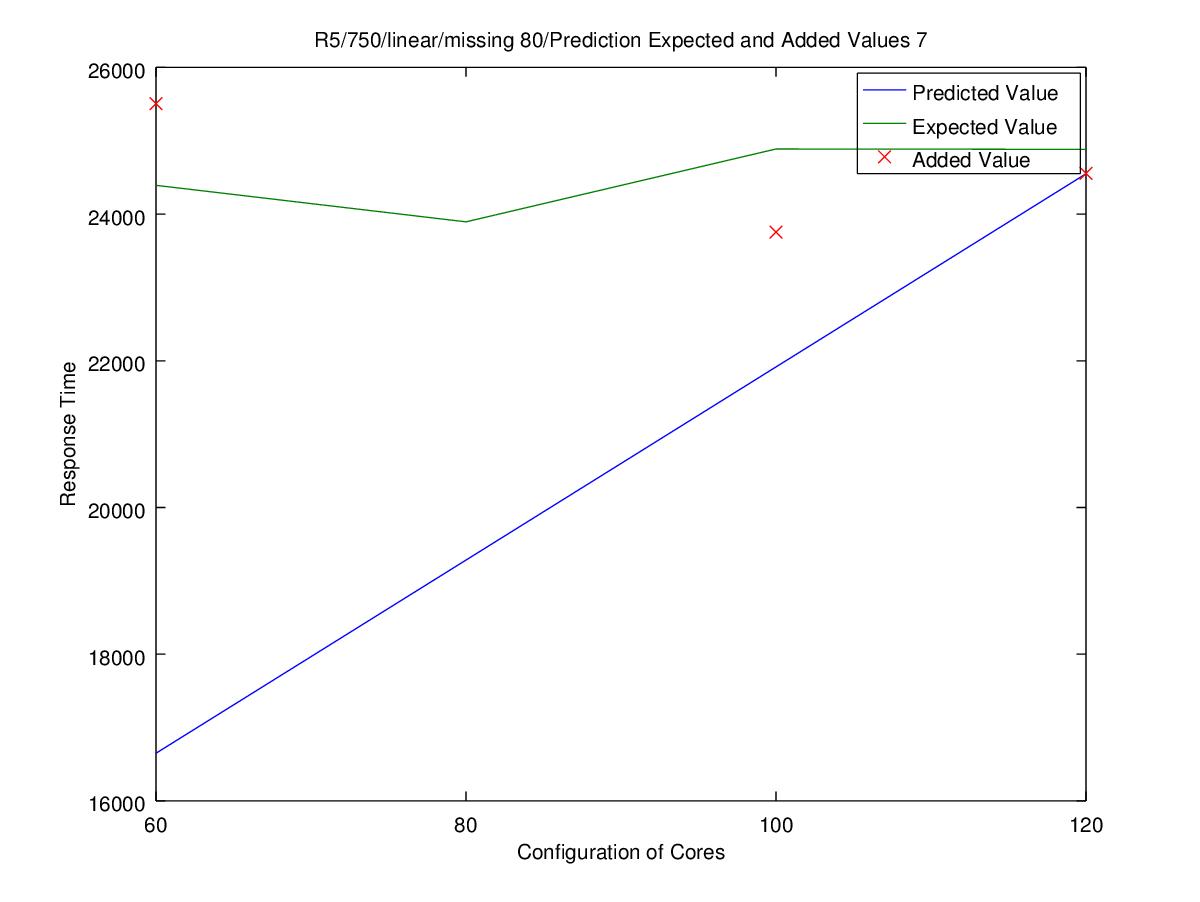 R5/750/linear/missing 80/Prediction Expected and Added Values 7
26000
24000
22000
20000
18000
16000
Response Time
Predicted Value
Expected Value
Added Value
60
80
100
120
Configuration of Cores